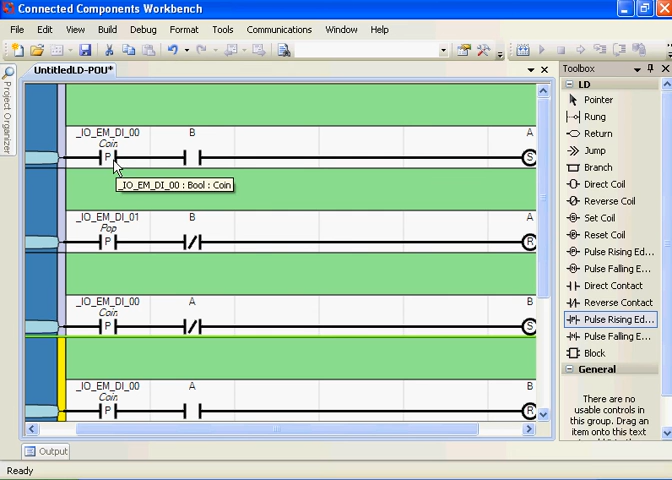 Connected Components Workbench
File Edit View Build Debug Format Tools Communications Window Help
UntitledLD-POU*
Project Organizer
_IO_EM_DI_00 B A
Coin
P S
_IO_EM_DI_00 : Bool : Coin
_IO_EM_DI_01 B A
Pop
P R
_IO_EM_DI_00 A B
Coin
P S
_IO_EM_DI_00 A B
Coin
P R
Toolbox
LD
Pointer
Rung
Return
Jump
Branch
Direct Coil
Reverse Coil
Set Coil
Reset Coil
Pulse Rising Ed...
Pulse Falling E...
Direct Contact
Reverse Contact
Pulse Rising Ed...
Pulse Falling E...
Block
General
There are no
usable controls in
this group. Drag an
item onto this text
Output
Ready